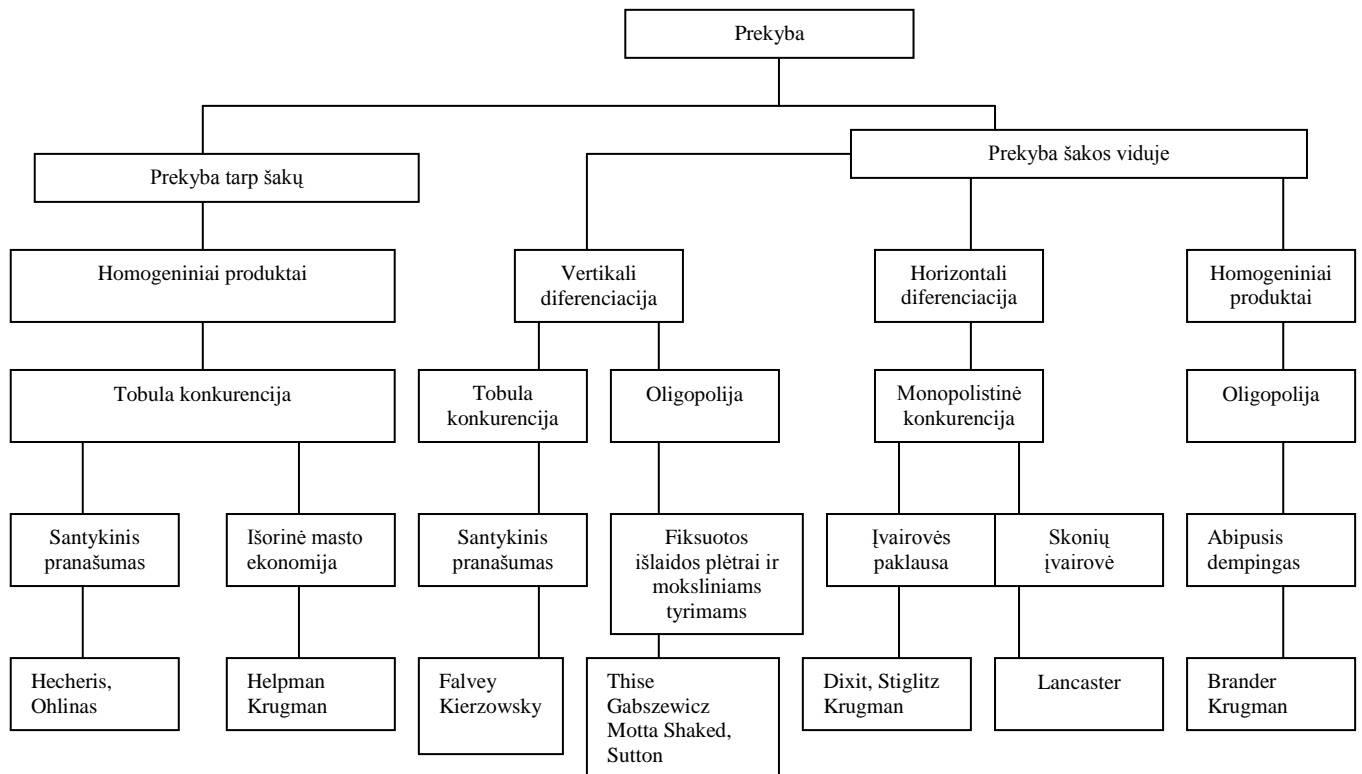 Prekyba
Prekyba tarp šakų
Prekyba šakos viduje
Homogeniniai produktai
Vertikali
diferenciacija
Horizontali
diferenciacija
Homogeniniai
produktai
Tobula konkurencija
Tobula
konkurencija
Oligopolija
Monopolistinė
konkurencija
Oligopolija
Santykinis
pranašumas
Išorinė masto
ekonomija
Santykinis
pranašumas
Fiksuotos
išlaidos plėtrai ir
moksliniams
tyrimams
Įvairovės
paklausa
Skonių
įvairovė
Abipusis
dempingas
Hecheris,
Ohlinas
Helpman
Krugman
Falvey
Kierzowsky
Thise
Gabszewicz
Motta Shaked,
Sutton
Dixit, Stiglitz
Krugman
Lancaster
Brander
Krugman